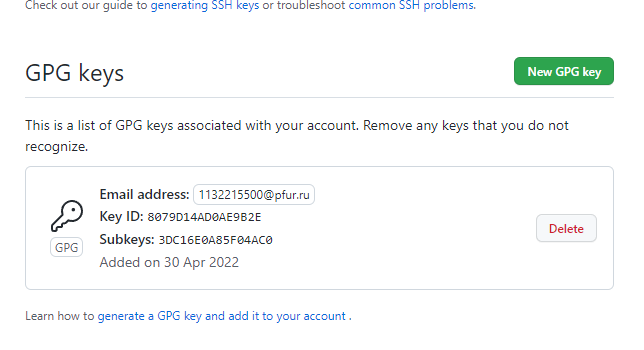 Check out our guide to generating SSH keys or troubleshoot common SSH problems.
GPG keys
New GPG key
This is a list of GPG keys associated with your account. Remove any keys that you do not
recognize.
Email address: 1132215500@pfur.ru
Key ID: 8079D14AD0AE9B2E
Subkeys: 3DC16E0A85F04AC0
Added on 30 Apr 2022
GPG
Delete
Learn how to generate a GPG key and add it to your account .